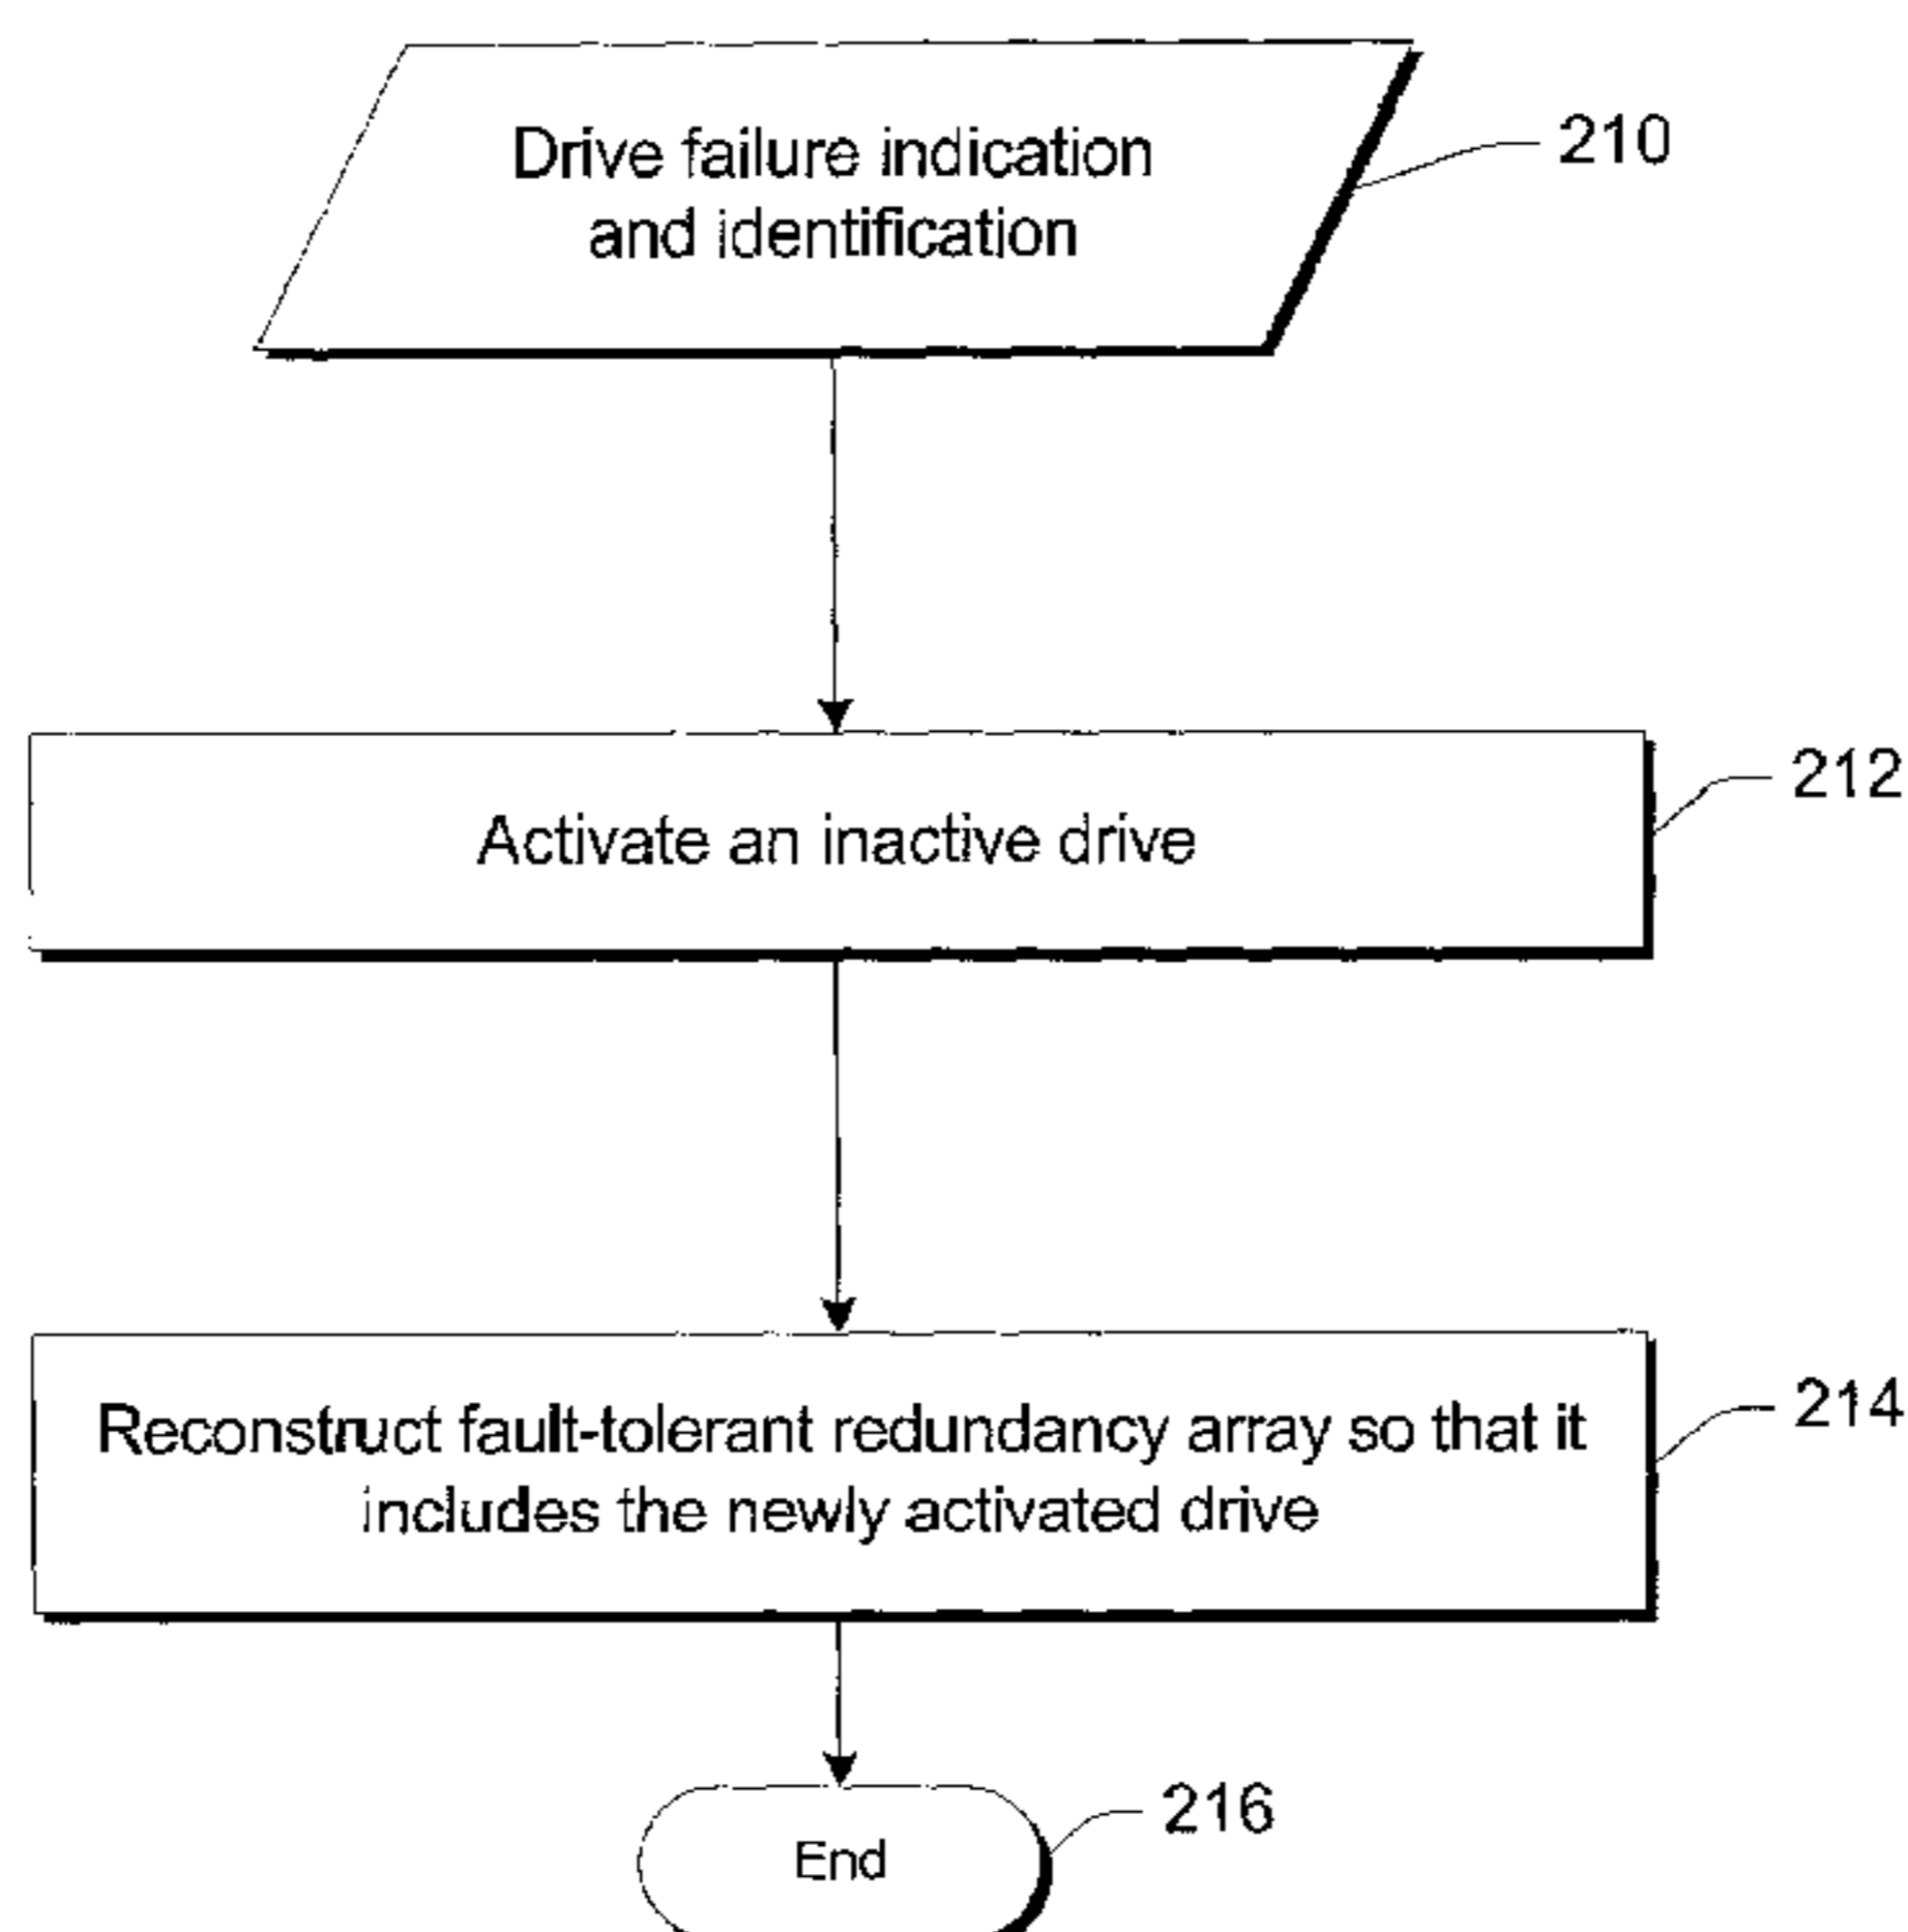 Drive failure indication
and identification
210
Activate an inactive drive
212
Reconstruct fault-tolerant redundancy array so that it
includes the newly activated drive
214
End
216